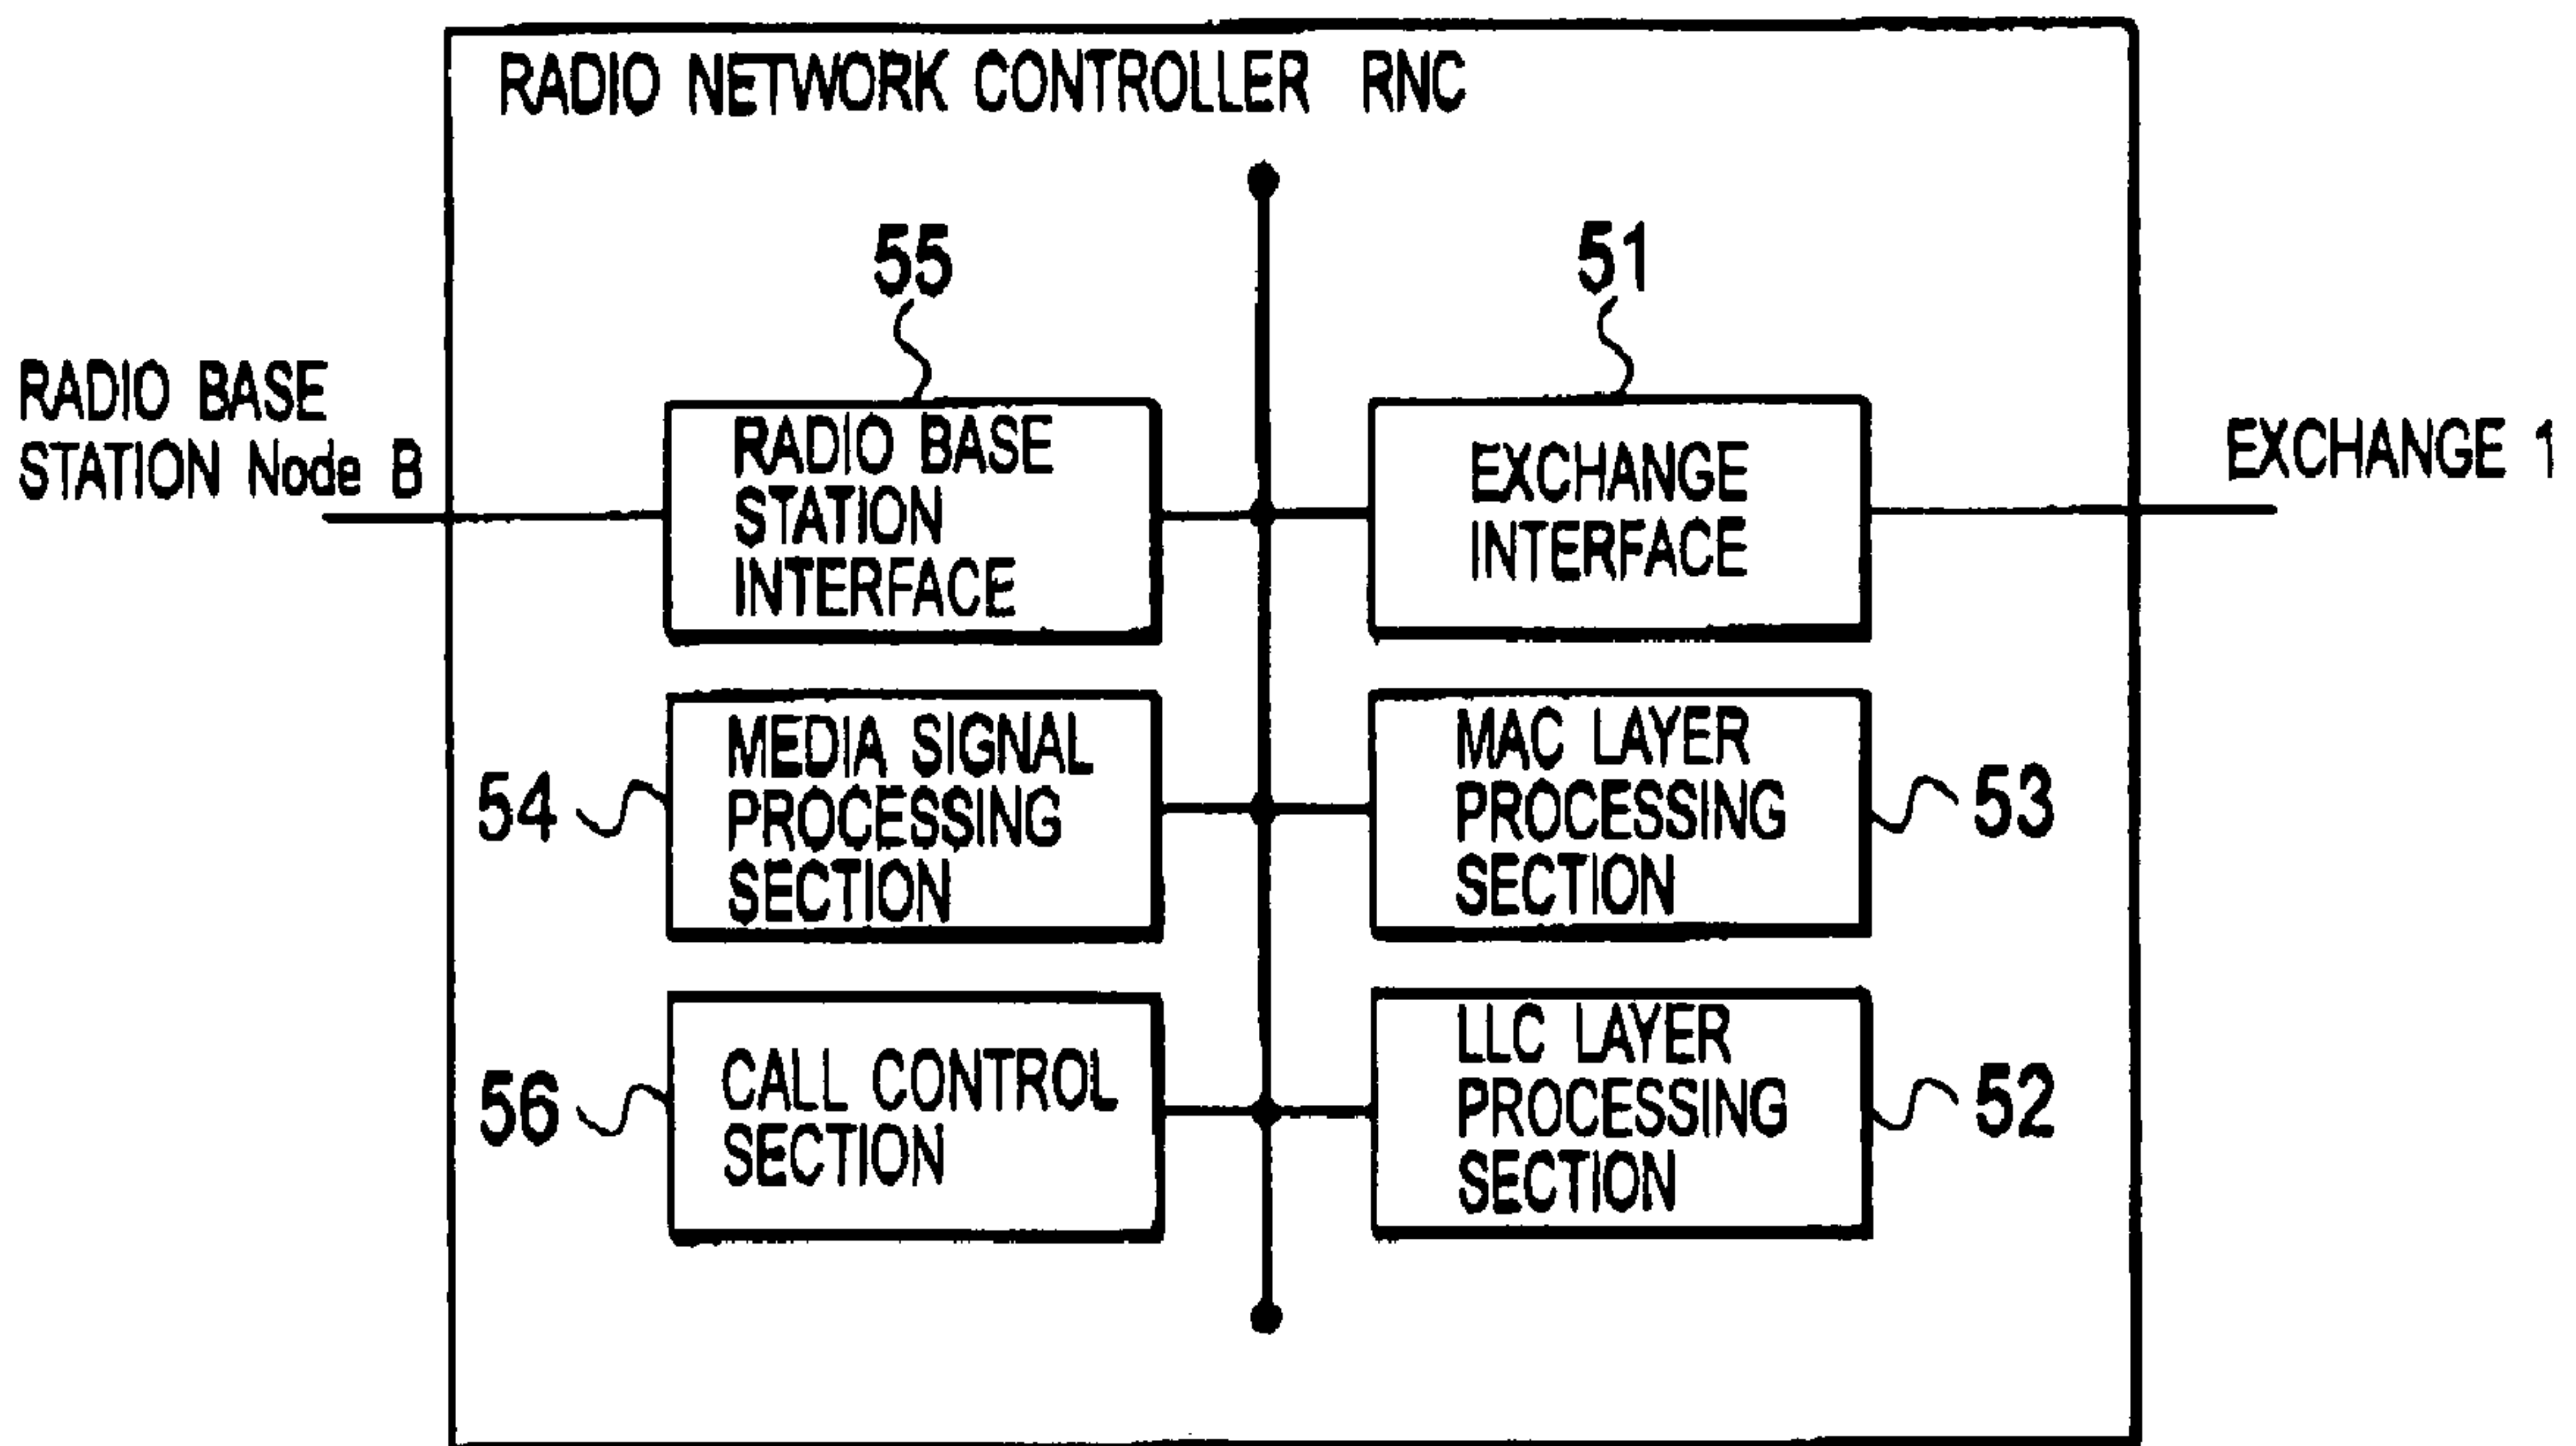 RADIO NETWORK CONTROLLER RNC
55
51
RADIO BASE
STATION Node B
RADIO BASE
STATION
INTERFACE
EXCHANGE
INTERFACE
EXCHANGE 1
54
MEDIA SIGNAL
PROCESSING
SECTION
MAC LAYER
PROCESSING
SECTION
53
56
CALL CONTROL
SECTION
LLC LAYER
PROCESSING
SECTION
52